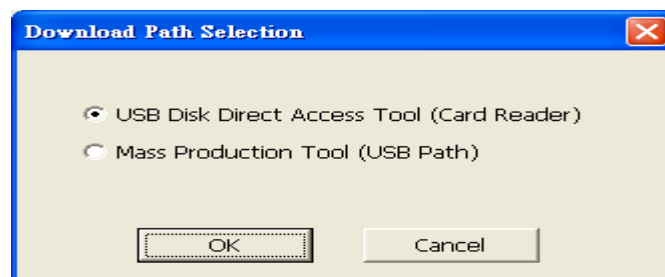 Download Path Selection
USB Disk Direct Access Tool (Card Reader)
Mass Production Tool (USB Path)
OK Cancel